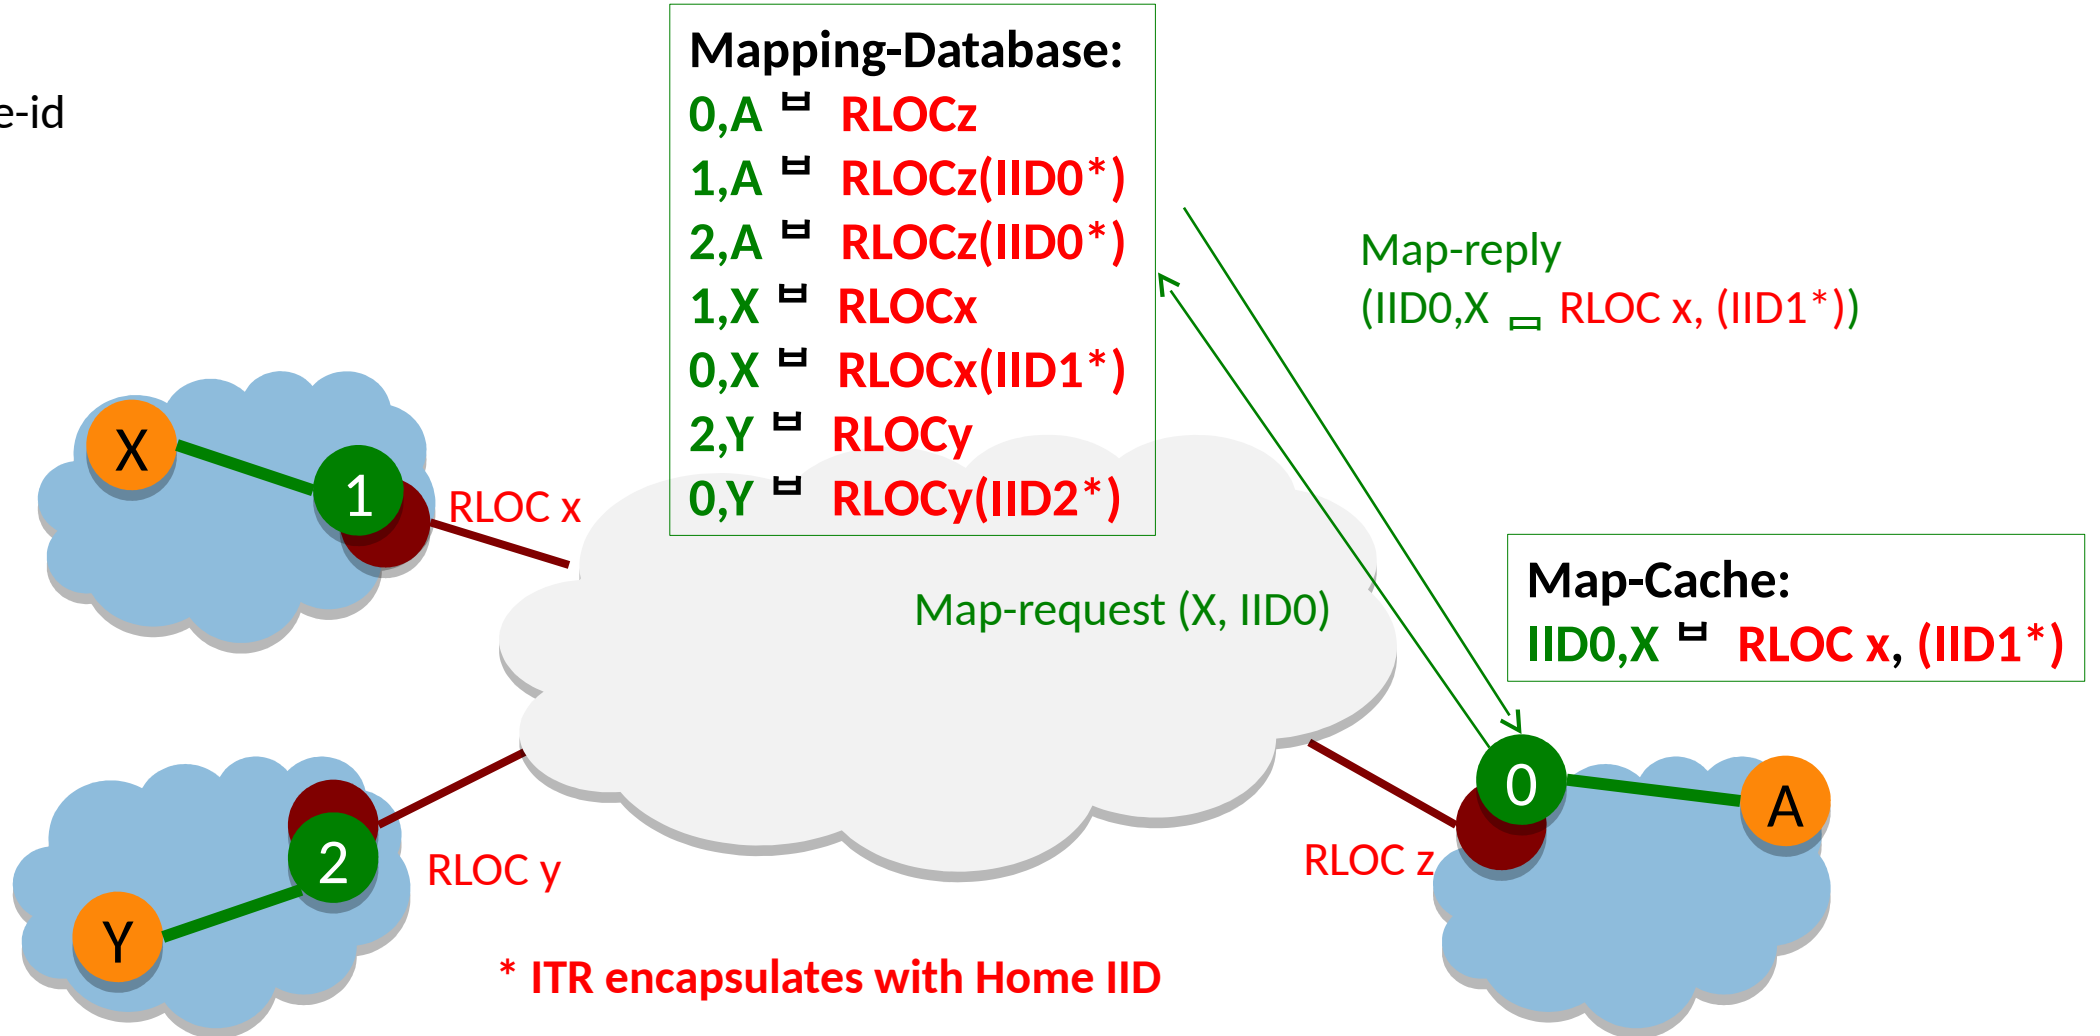 e-id
Mapping-Database:
0,A RLOCz
1,A RLOCz(IID0*)
2,A RLOCz(IID0*)
1,X RLOCx
0,X RLOCx(IID1*)
2,Y RLOCy
0,Y RLOCy(IID2*)
Map-reply
(IID0,X RLOC x, (IID1*))
X
1
RLOC x
Map-request (X, IID0)
Map-Cache:
IID0,X RLOC x, (IID1*)
0
A
2
RLOC y
RLOC z
Y
* ITR encapsulates with Home IID